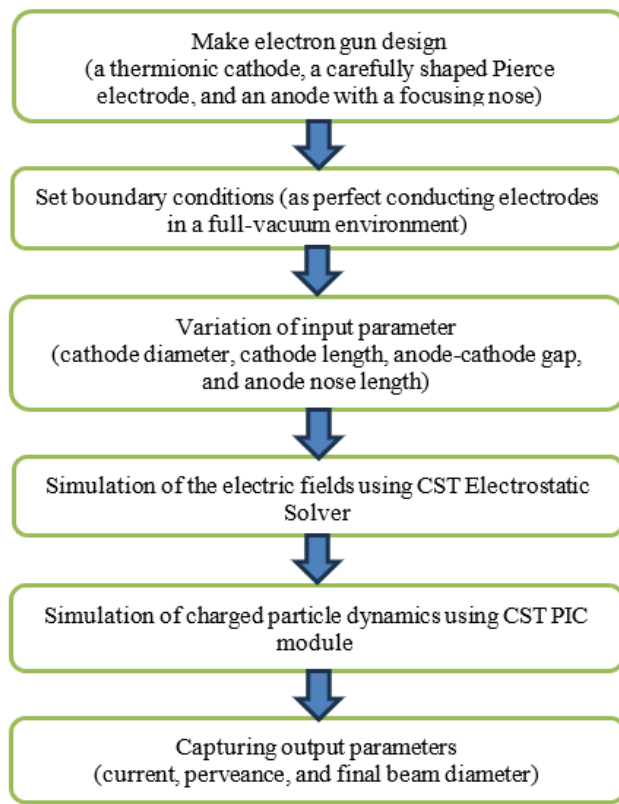 Make electron gun design
(a thermionic cathode, a carefully shaped Pierce
electrode, and an anode with a focusing nose)
Set boundary conditions (as perfect conducting electrodes
in a full-vacuum environment)
Variation of input parameter
(cathode diameter, cathode length, anode-cathode gap,
and anode nose length)
Simulation of the electric fields using CST Electrostatic
Solver
Simulation of charged particle dynamics using CST PIC
module
Capturing output parameters
(current, perveance, and final beam diameter)